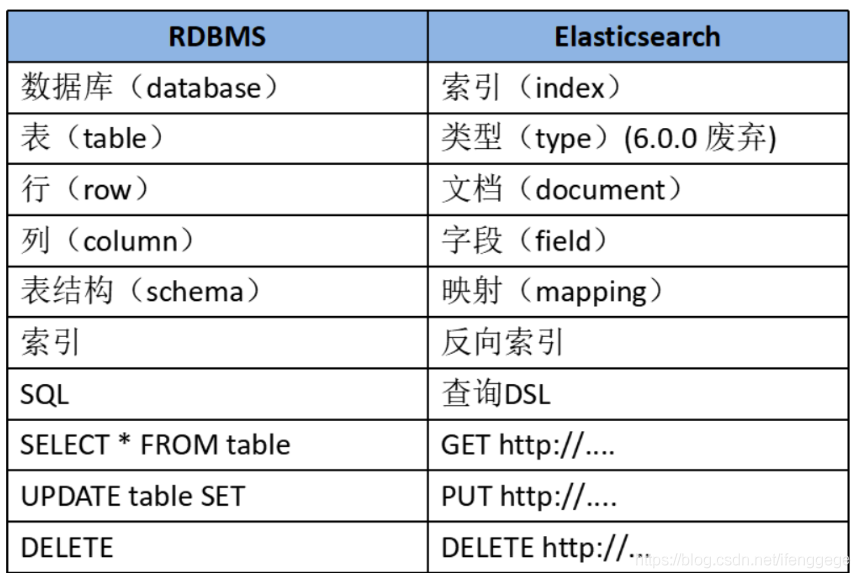 RDBMS Elasticsearch
数据库（database） 索引（index）
表（table） 类型（type）(6.0.0 废弃)
行（row） 文档（document）
列（column） 字段（field）
表结构（schema） 映射（mapping）
索引 反向索引
SQL 查询DSL
SELECT * FROM table GET http://....
UPDATE table SET PUT http://....
DELETE DELETE http://...
https://blog.csdn.net/ifenggege